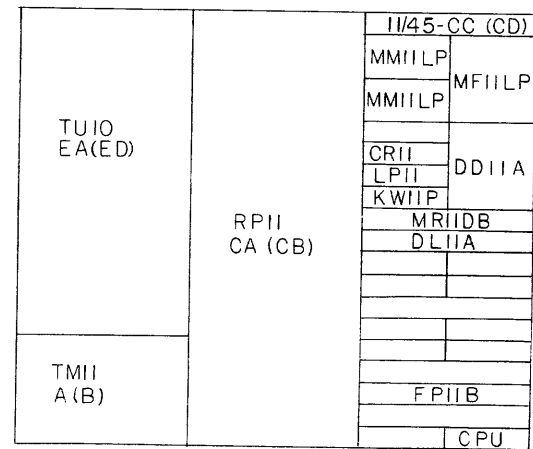 TU10
EA(ED)
TM11
A(B)
RP11
CA (CB)
11/45-CC (CD)
MM11LP
MM11LP
MF11LP
CR11
LP11
KW11P
DD11A
MR11DB
DL11A
FP11B
CPU